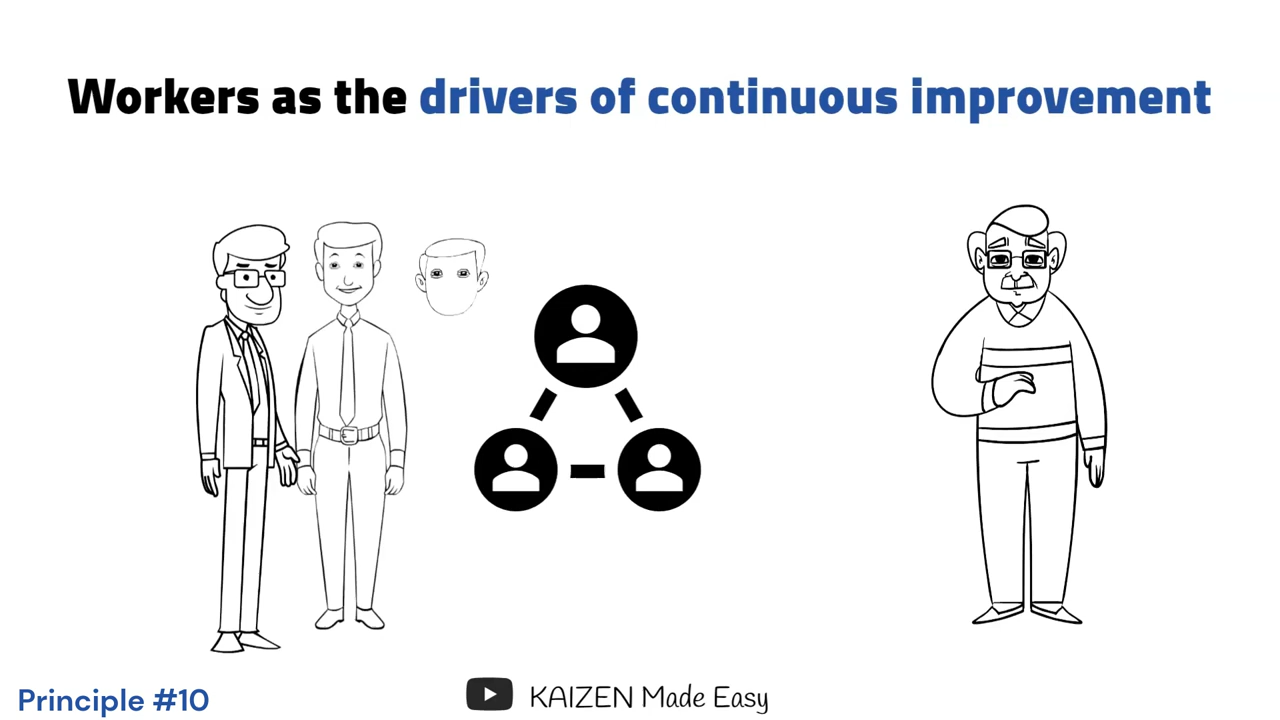 Workers as the drivers of continuous improvement
Principle #10
KAIZEN Made Easy